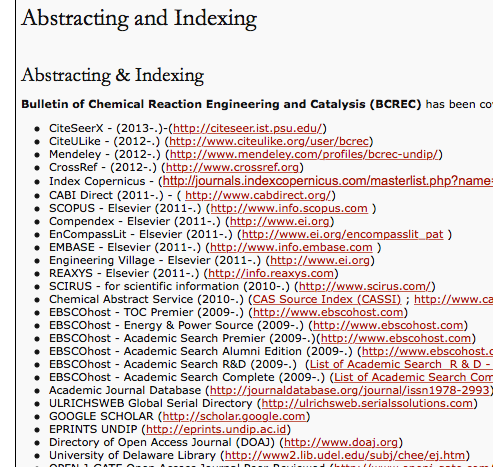 Abstracting and Indexing
Abstracting & Indexing
Bulletin of Chemical Reaction Engineering and Catalysis (BCREC) has been
CiteSeerX - (2013-.)-(http://citeseer.ist.psu.edu/)
CiteULike - (2012-.) (http://www.citeulike.org/user/bcrec)
Mendeley - (2012-.) (http://www.mendeley.com/profiles/bcrec-undip/)
CrossRef - (2012-.) (http://www.crossref.org)
Index Copernicus - (http://journals.indexcopernicus.com/masterlist.php?name=
CABI Direct (2011-.) - ( http://www.cabdirect.org/)
SCOPUS - Elsevier (2011-.) (http://www.info.scopus.com )
Compendex - Elsevier (2011-.) (http://www.ei.org)
EnCompassLit - Elsevier (2011-.) (http://www.ei.org/encompasslit_pat )
EMBASE - Elsevier (2011-.) (http://www.info.embase.com )
Engineering Village - Elsevier (2011-.) (http://www.ei.org)
REAXYS - Elsevier (2011-.) (http://info.reaxys.com)
SCIRUS - for scientific information (2010-.) (http://www.scirus.com/)
Chemical Abstract Service (2010-.) (CAS Source Index (CASSI) ; http://www.ca
EBSCOhost - TOC Premier (2009-.) (http://www.ebscohost.com)
EBSCOhost - Energy & Power Source (2009-.) (http://www.ebscohost.com)
EBSCOhost - Academic Search Premier (2009-.)(http://www.ebscohost.com)
EBSCOhost - Academic Search Alumni Edition (2009-.) (http://www.ebscohost.c
EBSCOhost - Academic Search R&D (2009-.) (List of Academic Search R & D -
EBSCOhost - Academic Search Complete (2009-.) (List of Academic Search Com
Academic Journal Database (http://journaldatabase.org/journal/issn1978-2993)
ULRICHSWEB Global Serial Directory (http://ulrichsweb.serialssolutions.com)
GOOGLE SCHOLAR (http://scholar.google.com)
EPRINTS UNDIP (http://eprints.undip.ac.id)
Directory of Open Access Journal (DOAJ) (http://www.doaj.org)
University of Delaware Library (http://www2.lib.udel.edu/subj/chee/ej.htm)